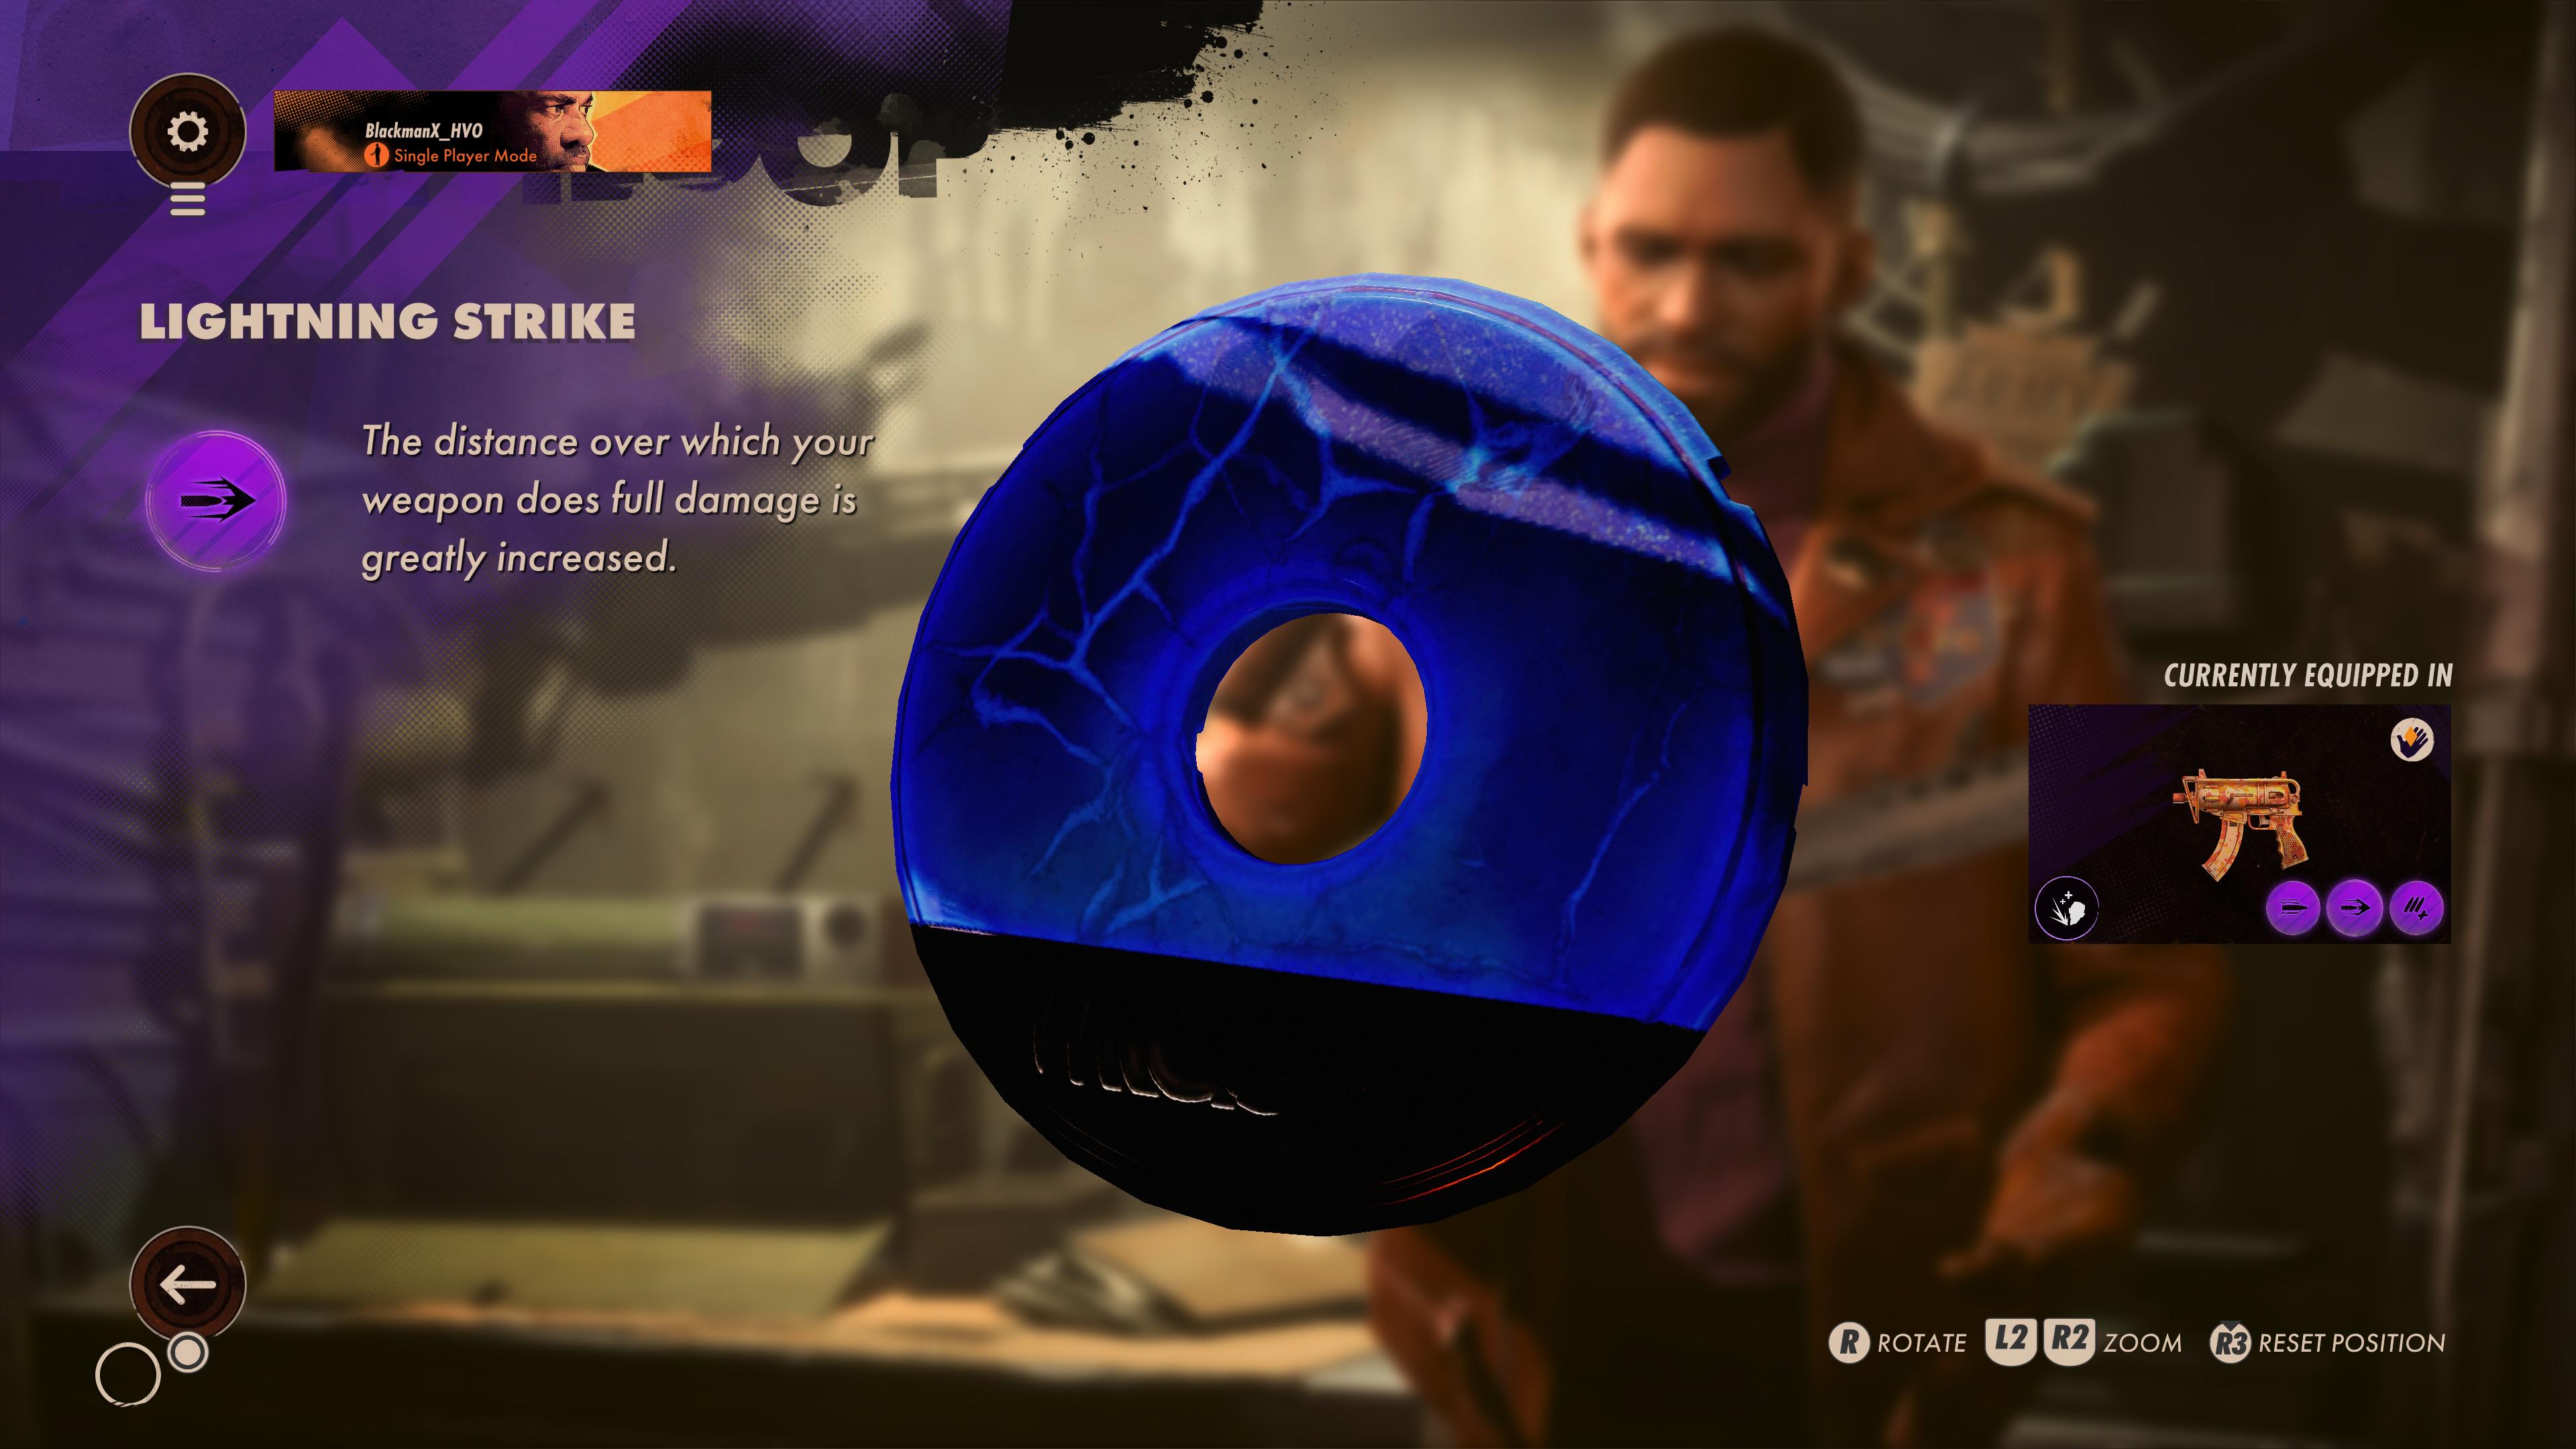 BlackmanX_HVO
Single Player Mode
LIGHTNING STRIKE
The distance over which your
weapon does full damage is
greatly increased.
CURRENTLY EQUIPPED IN
R ROTATE L2 R2 ZOOM R3 RESET POSITION